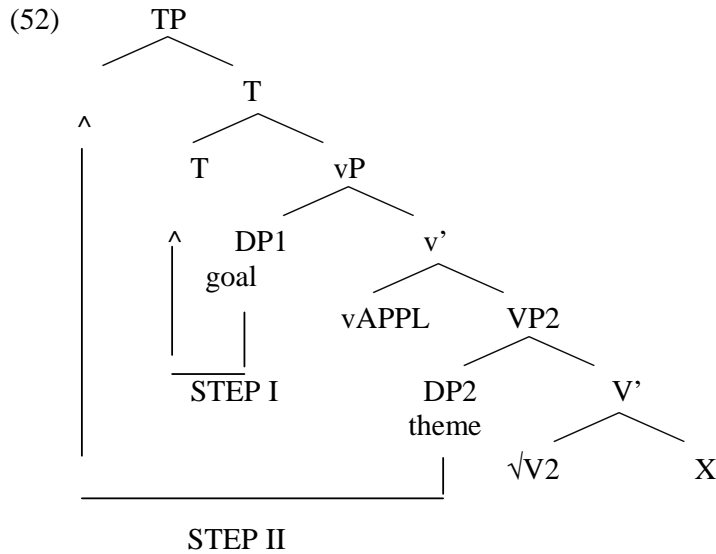 (52) TP
T
^
T vP
^ DP1 v’
goal
vAPPL VP2
STEP I DP2 V’
theme
√V2 X
STEP II